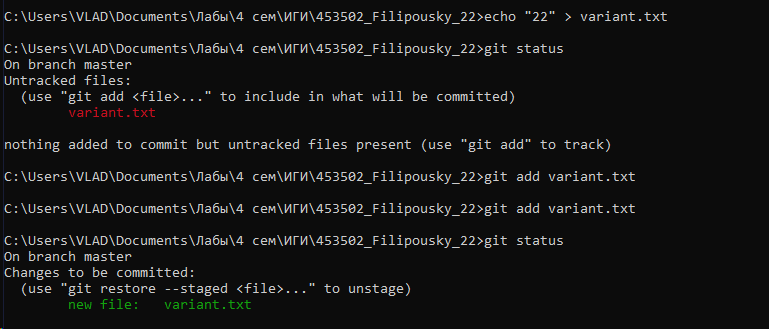 C:\Users\VLAD\Documents\Лабы\4 сем\ИГИ\453502_Filipousky_22>echo "22" > variant.txt
C:\Users\VLAD\Documents\Лабы\4 сем\ИГИ\453502_Filipousky_22>git status
On branch master
Untracked files:
(use "git add <file>..." to include in what will be committed)
variant.txt
nothing added to commit but untracked files present (use "git add" to track)
C:\Users\VLAD\Documents\Лабы\4 сем\ИГИ\453502_Filipousky_22>git add variant.txt
C:\Users\VLAD\Documents\Лабы\4 сем\ИГИ\453502_Filipousky_22>git add variant.txt
C:\Users\VLAD\Documents\Лабы\4 сем\ИГИ\453502_Filipousky_22>git status
On branch master
Changes to be committed:
(use "git restore --staged <file>..." to unstage)
new file:   variant.txt